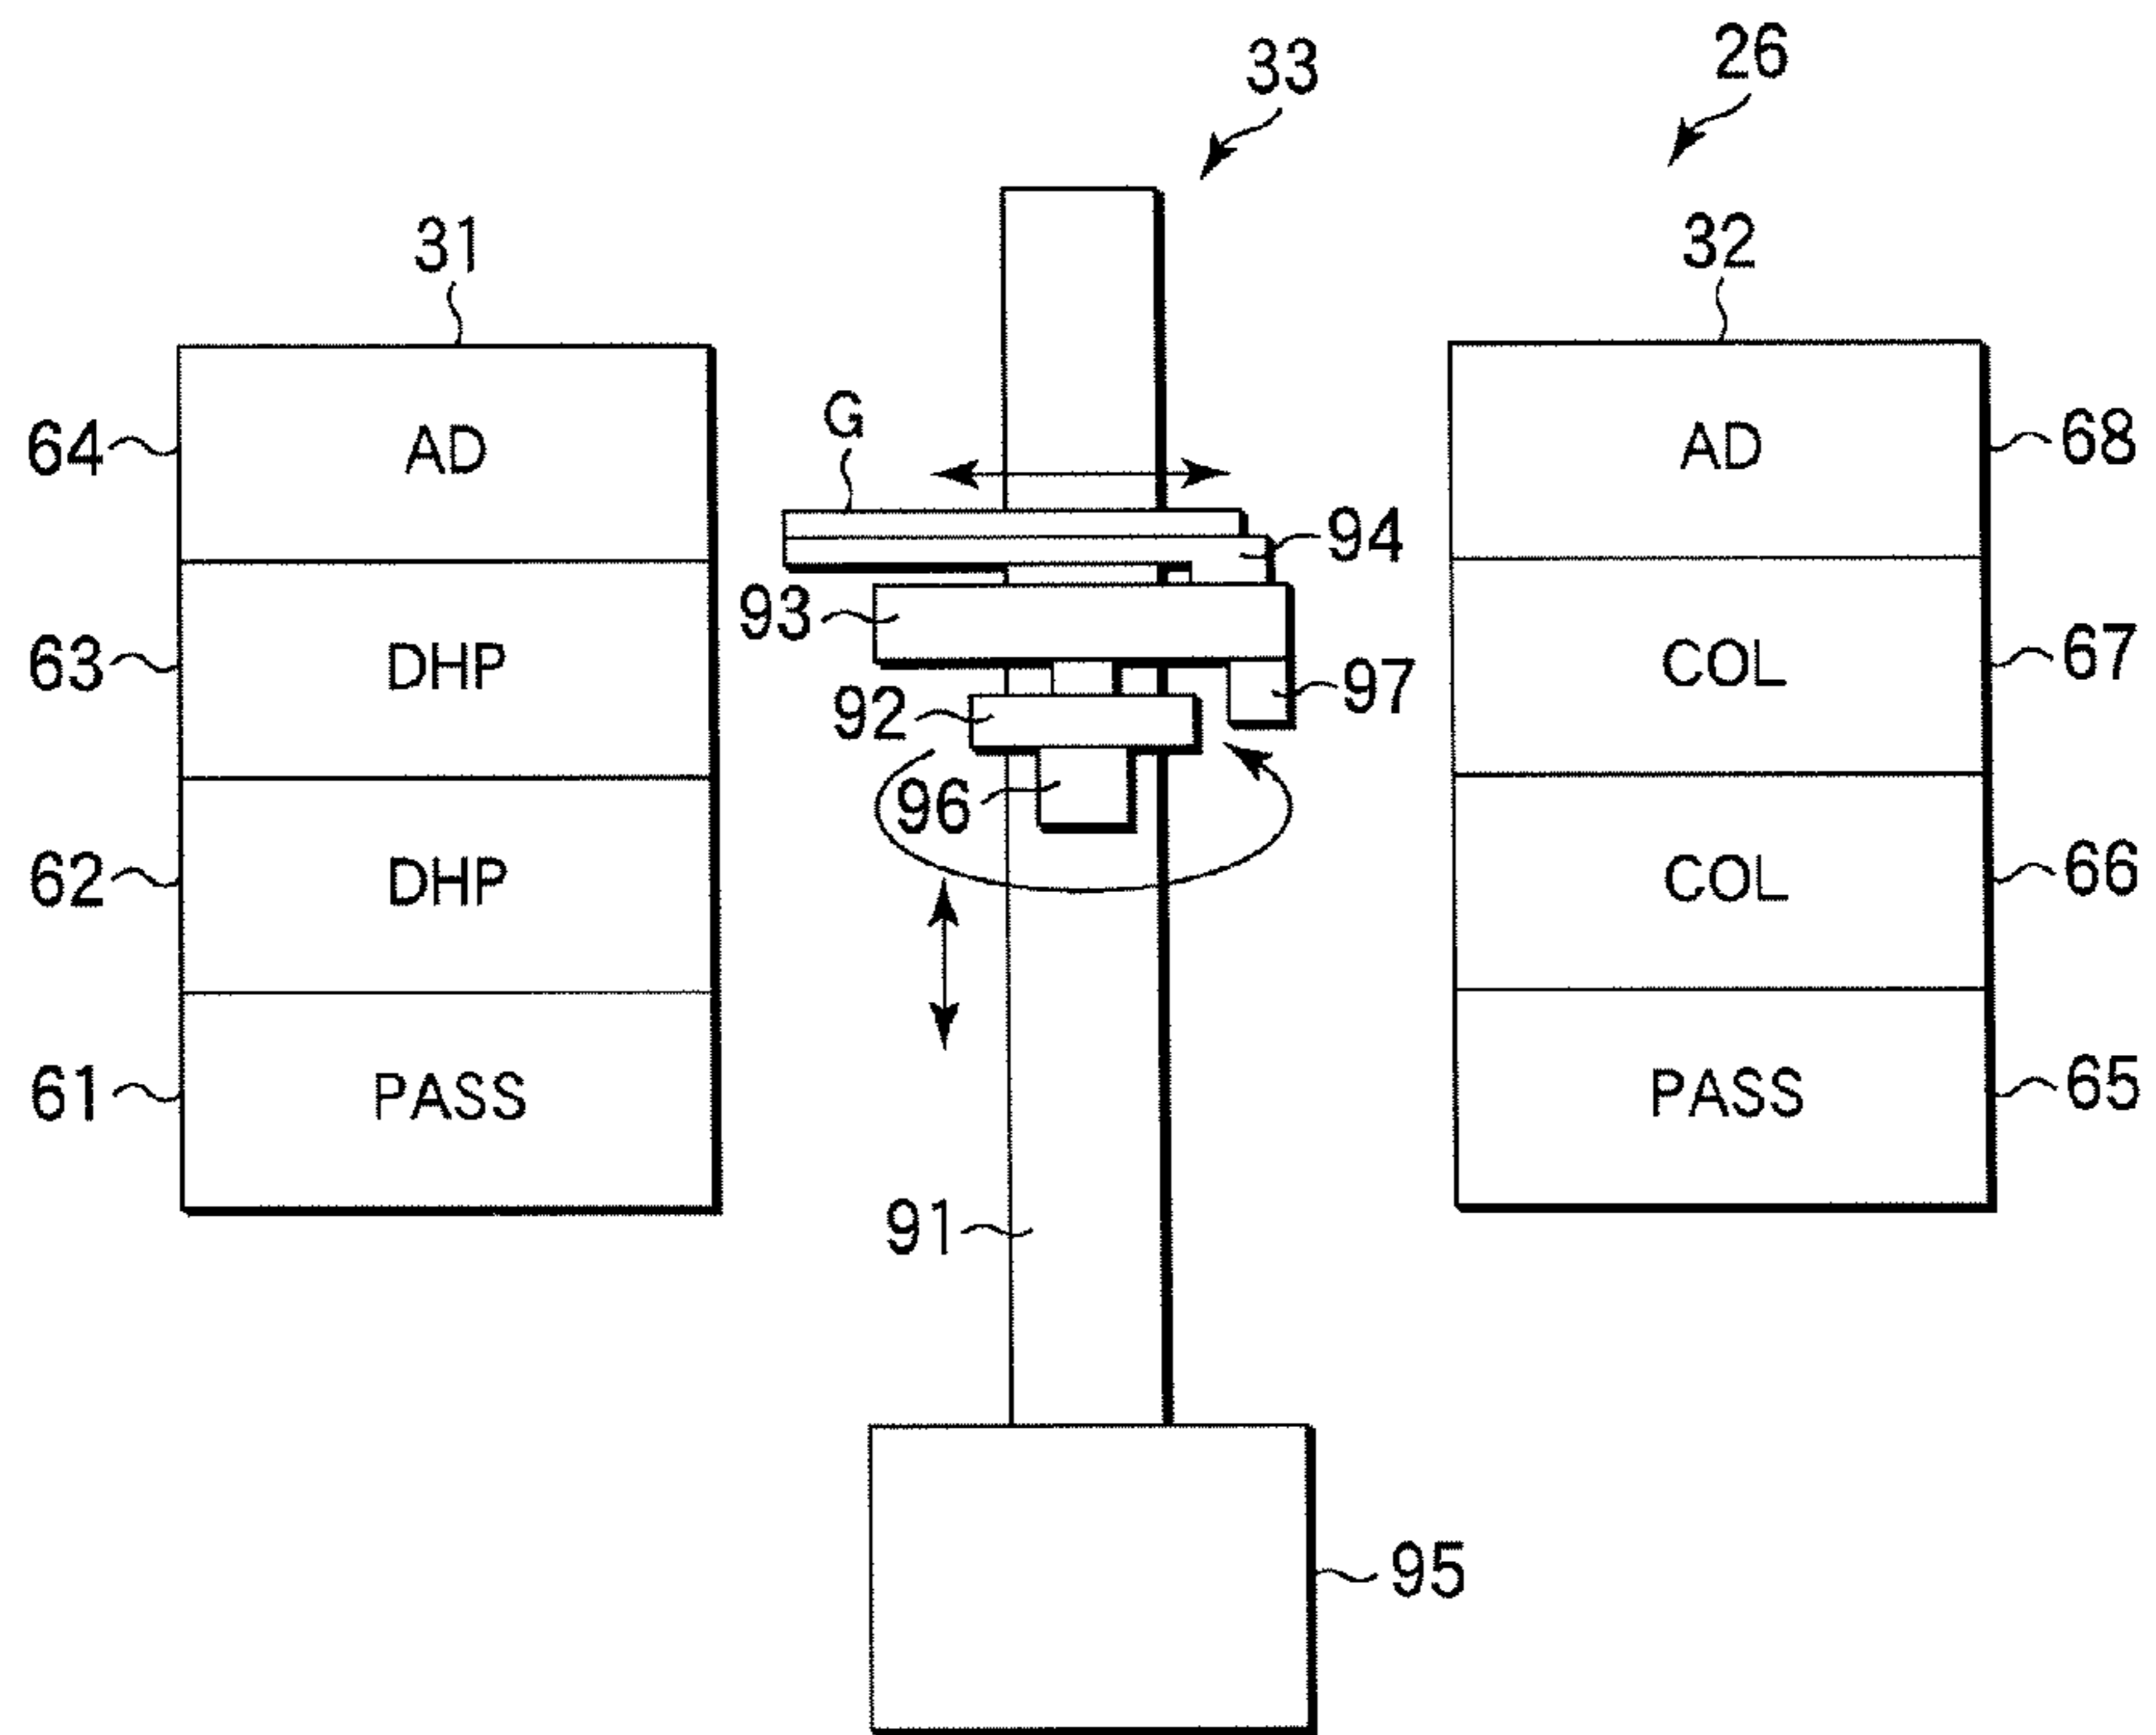 33
26
31
32
G
64 AD
AD 68
94
93
63 DHP
COL 67
97
92
96
62 DHP
COL 66
61 PASS
PASS 65
91
95